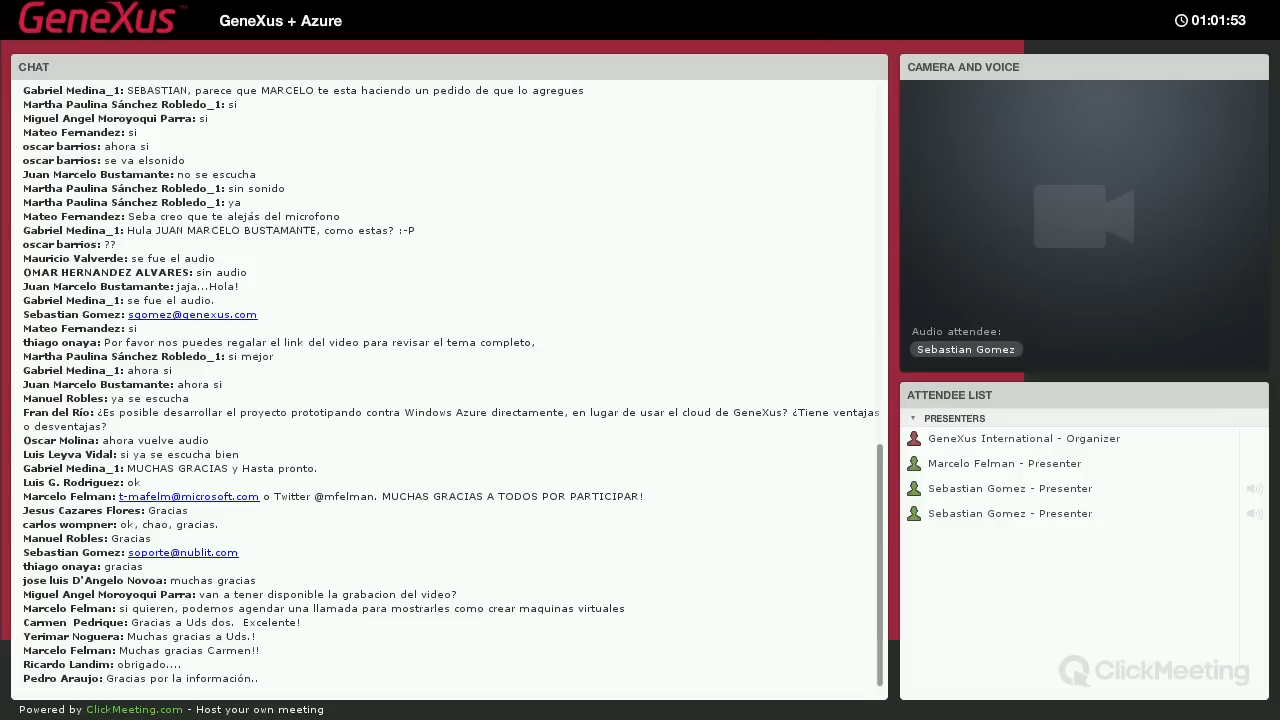 GeneXus™
GeneXus + Azure
01:01:53
CHAT
Gabriel Medina_1: SEBASTIAN, parece que MARCELO te esta haciendo un pedido de que lo agregues
Martha Paulina Sánchez Robledo_1: si
Miguel Angel Moroyoqui Parra: si
Mateo Fernandez: si
oscar barrios: ahora si
oscar barrios: se va elsonido
Juan Marcelo Bustamante: no se escucha
Martha Paulina Sánchez Robledo_1: sin sonido
Martha Paulina Sánchez Robledo_1: ya
Mateo Fernandez: Seba creo que te alejás del microfono
Gabriel Medina_1: Hula JUAN MARCELO BUSTAMANTE, como estas? :-P
oscar barrios: ??
Mauricio Valverde: se fue el audio
OMAR HERNANDEZ ALVARES: sin audio
Juan Marcelo Bustamante: jaja...Hola!
Gabriel Medina_1: se fue el audio.
Sebastian Gomez: sgomez@genexus.com
Mateo Fernandez: si
thiago onaya: Por favor nos puedes regalar el link del video para revisar el tema completo,
Martha Paulina Sánchez Robledo_1: si mejor
Gabriel Medina_1: ahora si
Juan Marcelo Bustamante: ahora si
Manuel Robles: ya se escucha
Fran del Río: ¿Es posible desarrollar el proyecto prototipando contra Windows Azure directamente, en lugar de usar el cloud de GeneXus? ¿Tiene ventajas
o desventajas?
Oscar Molina: ahora vuelve audio
Luis Leyva Vidal: si ya se escucha bien
Gabriel Medina_1: MUCHAS GRACIAS y Hasta pronto.
Luis G. Rodriguez: ok
Marcelo Felman: t-mafelm@microsoft.com o Twitter @mfelman. MUCHAS GRACIAS A TODOS POR PARTICIPAR!
Jesus Cazares Flores: Gracias
carlos wompner: ok, chao, gracias.
Manuel Robles: Gracias
Sebastian Gomez: soporte@nublit.com
thiago onaya: gracias
jose luis D'Angelo Novoa: muchas gracias
Miguel Angel Moroyoqui Parra: van a tener disponible la grabacion del video?
Marcelo Felman: si quieren, podemos agendar una llamada para mostrarles como crear maquinas virtuales
Carmen  Pedrique: Gracias a Uds dos.  Excelente!
Yerimar Noguera: Muchas gracias a Uds.!
Marcelo Felman: Muchas gracias Carmen!!
Ricardo Landim: obrigado....
Pedro Araujo: Gracias por la información..
CAMERA AND VOICE
Audio attendee:
Sebastian Gomez
ATTENDEE LIST
PRESENTERS
GeneXus International - Organizer
Marcelo Felman - Presenter
Sebastian Gomez - Presenter
Sebastian Gomez - Presenter
ClickMeeting
Powered by ClickMeeting.com - Host your own meeting